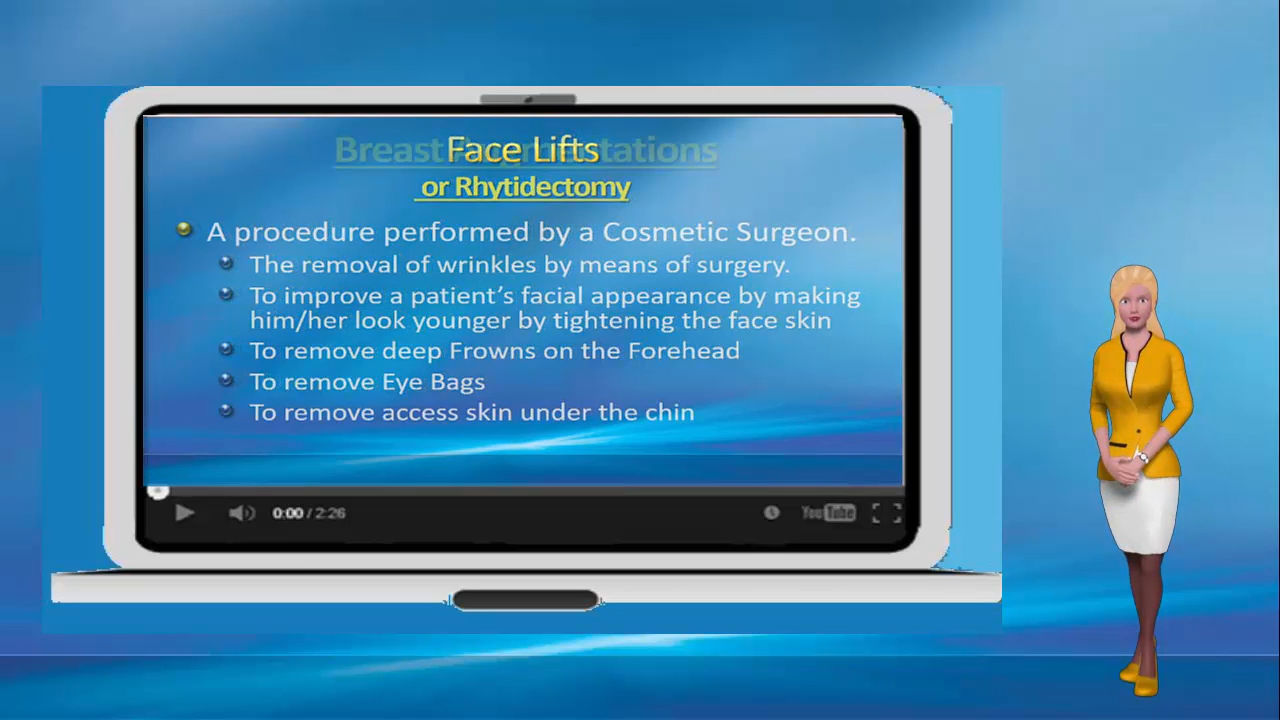 Breast Augmentations
Face Lifts
or Rhytidectomy
A procedure performed by a Cosmetic Surgeon.
The removal of wrinkles by means of surgery.
To improve a patient's facial appearance by making
him/her look younger by tightening the face skin
To remove deep Frowns on the Forehead
To remove Eye Bags
To remove access skin under the chin
0:00 / 2:26
YouTube